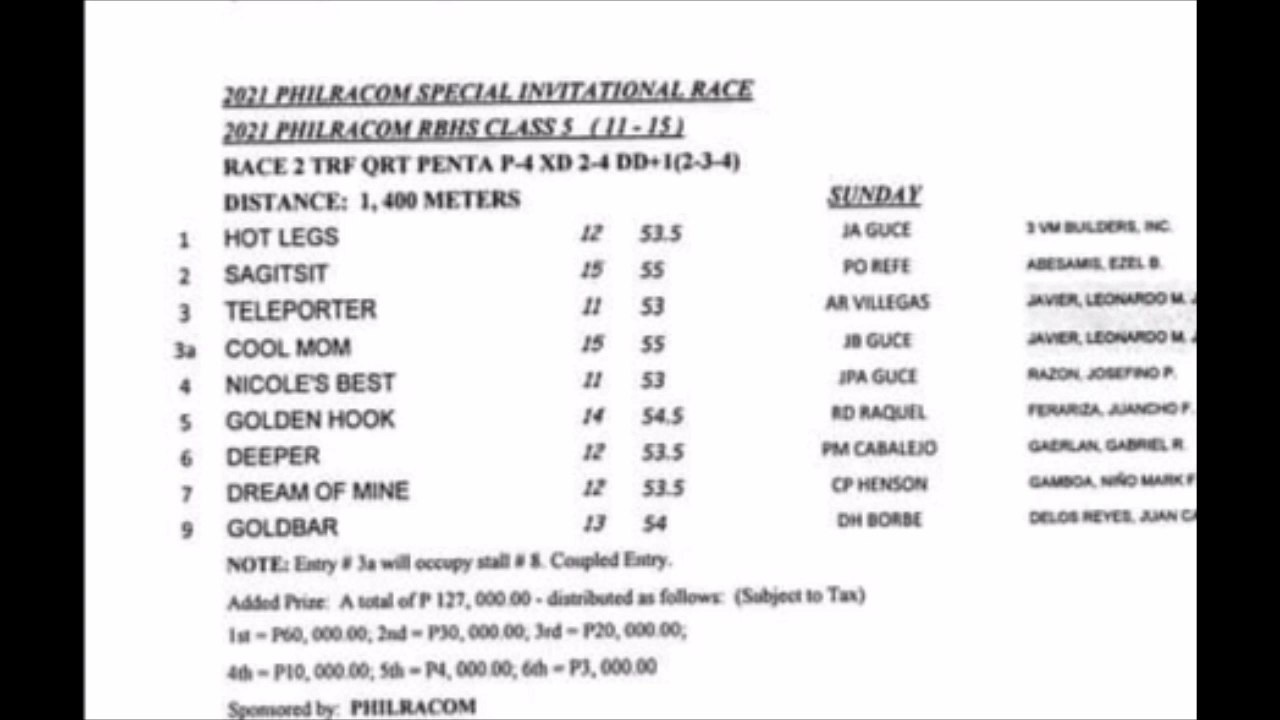 2021 PHILRACOM SPECIAL INVITATIONAL RACE
2021 PHILRACOM RBHS CLASS 5 ( 11 - 15 )
RACE 2 TRF QRT PENTA P-4 XD 2-4 DD+1(2-3-4)
DISTANCE: 1, 400 METERS SUNDAY
1 HOT LEGS 12 53.5 JA GUCE 3 VM BUILDERS, INC.
2 SAGITSIT 15 55 PO REFE ABESAMIS, EZEL B.
3 TELEPORTER 11 53 AR VILLEGAS JAVIER, LEONARDO M. J
3a COOL MOM 15 55 JB GUCE JAVIER, LEONARDO M. J
4 NICOLE'S BEST 11 53 JPA GUCE RAZON, JOSEFINO P.
5 GOLDEN HOOK 14 54.5 RD RAQUEL FERARIZA, JUANCHO F.
6 DEEPER 12 53.5 PM CABALEJO GAERLAN, GABRIEL R.
7 DREAM OF MINE 12 53.5 CP HENSON GAMBOA, NIÑO MARK F
9 GOLDBAR 13 54 DH BORBE DELOS REYES, JUAN CA
NOTE: Entry # 3a will occupy stall # 8. Coupled Entry.
Added Prize: A total of P 127, 000.00 - distributed as follows: (Subject to Tax)
1st = P60, 000.00; 2nd = P30, 000.00; 3rd = P20, 000.00;
4th = P10, 000.00; 5th = P4, 000.00; 6th = P3, 000.00
Sponsored by: PHILRACOM